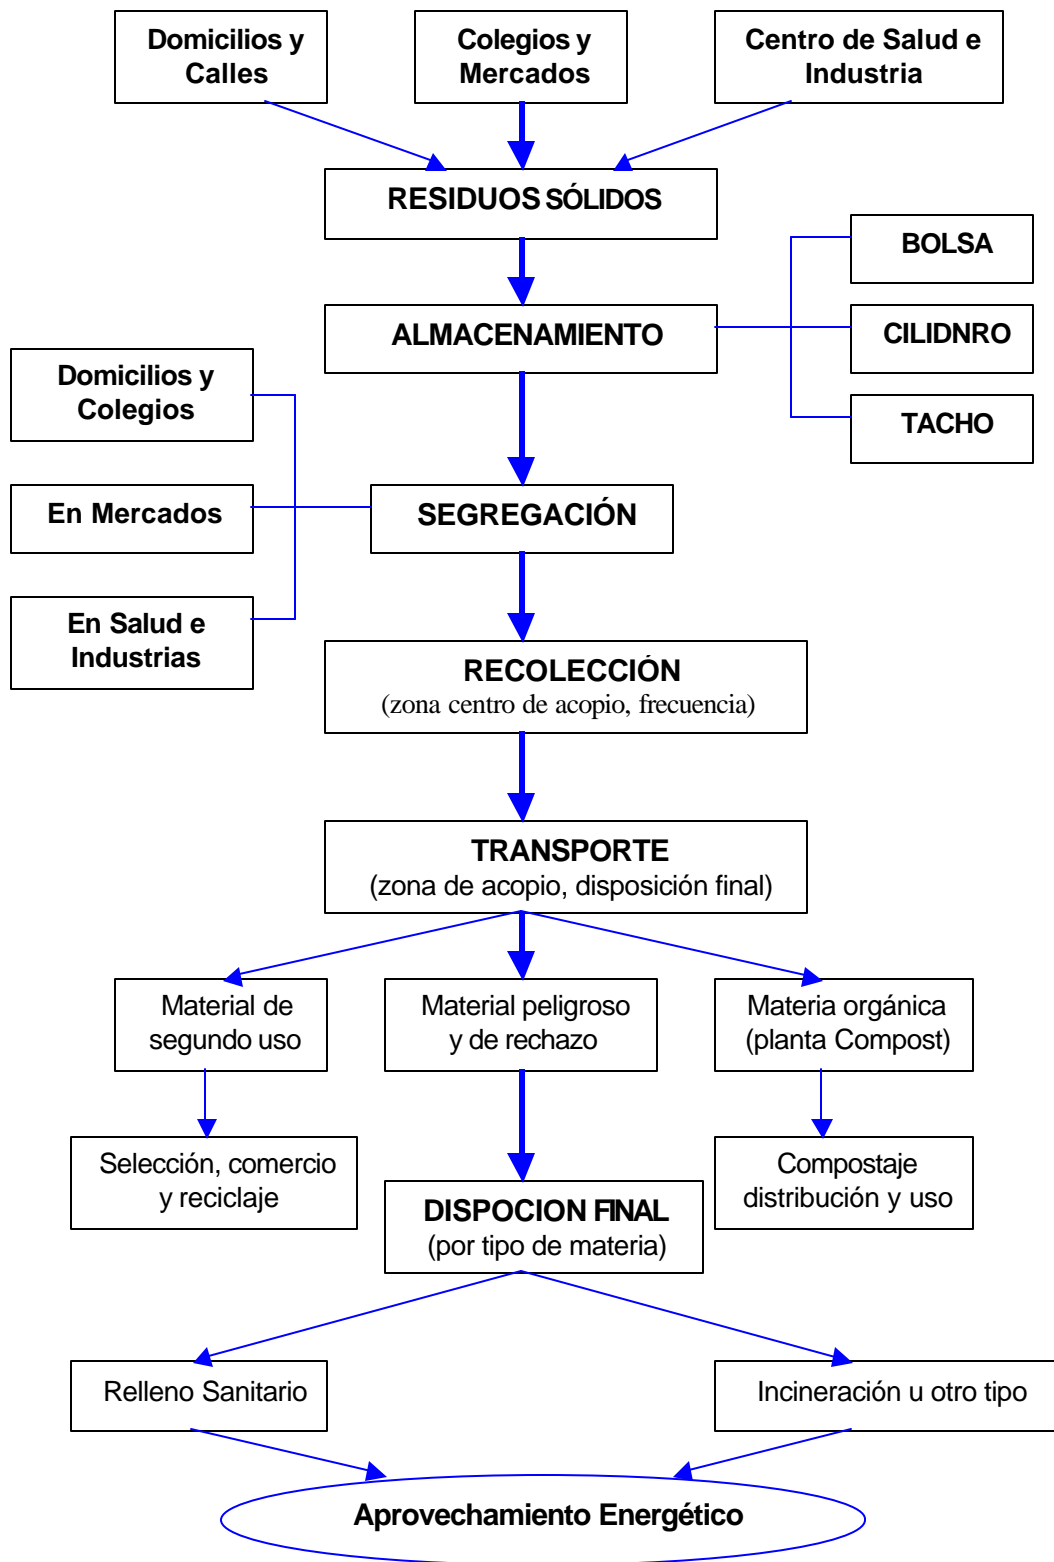 Domicilios y
Calles
Colegios y
Mercados
Centro de Salud e
Industria
RESIDUOS SÓLIDOS
BOLSA
ALMACENAMIENTO
CILIDNRO
TACHO
Domicilios y
Colegios
En Mercados
SEGREGACIÓN
En Salud e
Industrias
RECOLECCIÓN
(zona centro de acopio, frecuencia)
TRANSPORTE
(zona de acopio, disposición final)
Material de
segundo uso
Material peligroso
y de rechazo
Materia orgánica
(planta Compost)
Selección, comercio
y reciclaje
Compostaje
distribución y uso
DISPOCION FINAL
(por tipo de materia)
Relleno Sanitario
Incineración u otro tipo
Aprovechamiento Energético